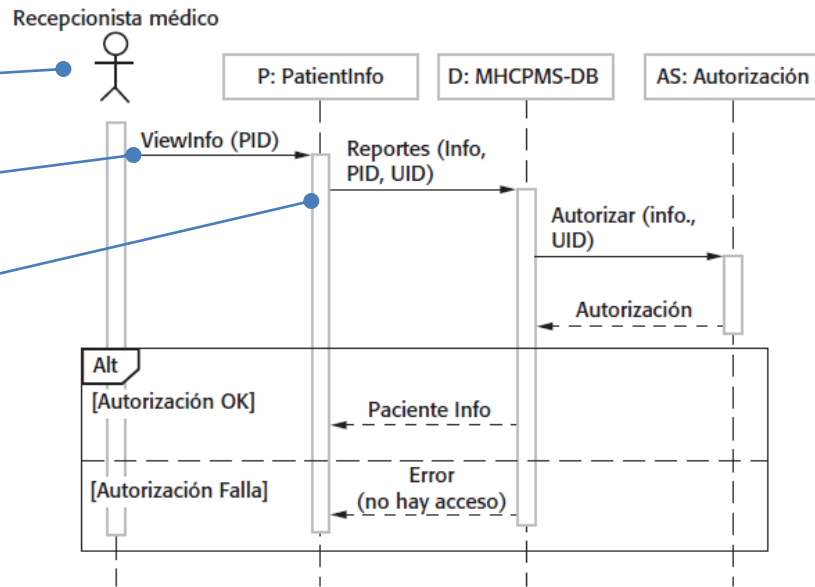 Recepcionista médico
P: PatientInfo
D: MHCPMS-DB
AS: Autorización
ViewInfo (PID)
Reportes (Info,
PID, UID)
Autorizar (info.,
UID)
Autorización
Alt
[Autorización OK]
Paciente Info
[Autorización Falla]
Error
(no hay acceso)